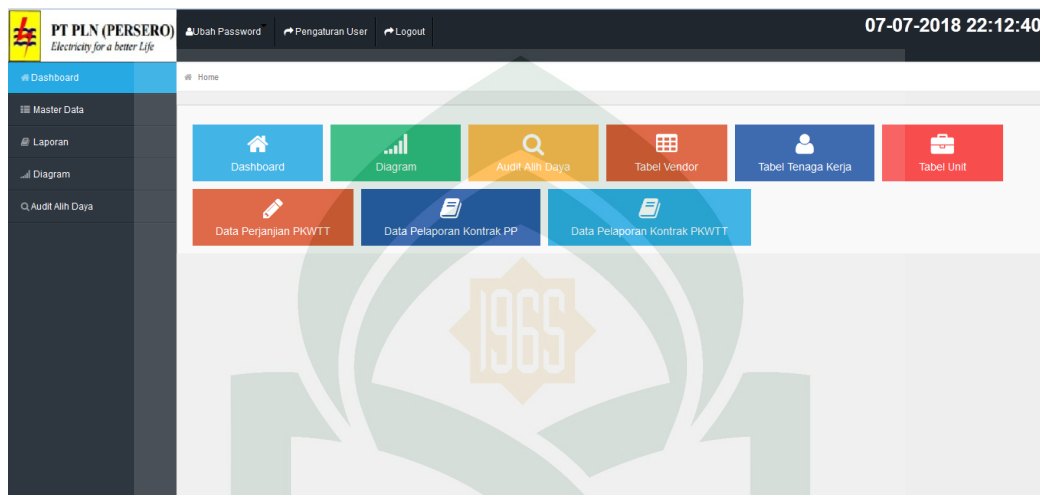 PT PLN (PERSERO)
Electricity for a better Life
Ubah Password
Pengaturan User
Logout
07-07-2018 22:12:40
Dashboard
Home
Master Data
Laporan
Diagram
Audit Alih Daya
Dashboard
Diagram
Audit Alih Daya
Tabel Vendor
Tabel Tenaga Kerja
Tabel Unit
Data Perjanjian PKWTT
Data Pelaporan Kontrak PP
Data Pelaporan Kontrak PKWTT
1965